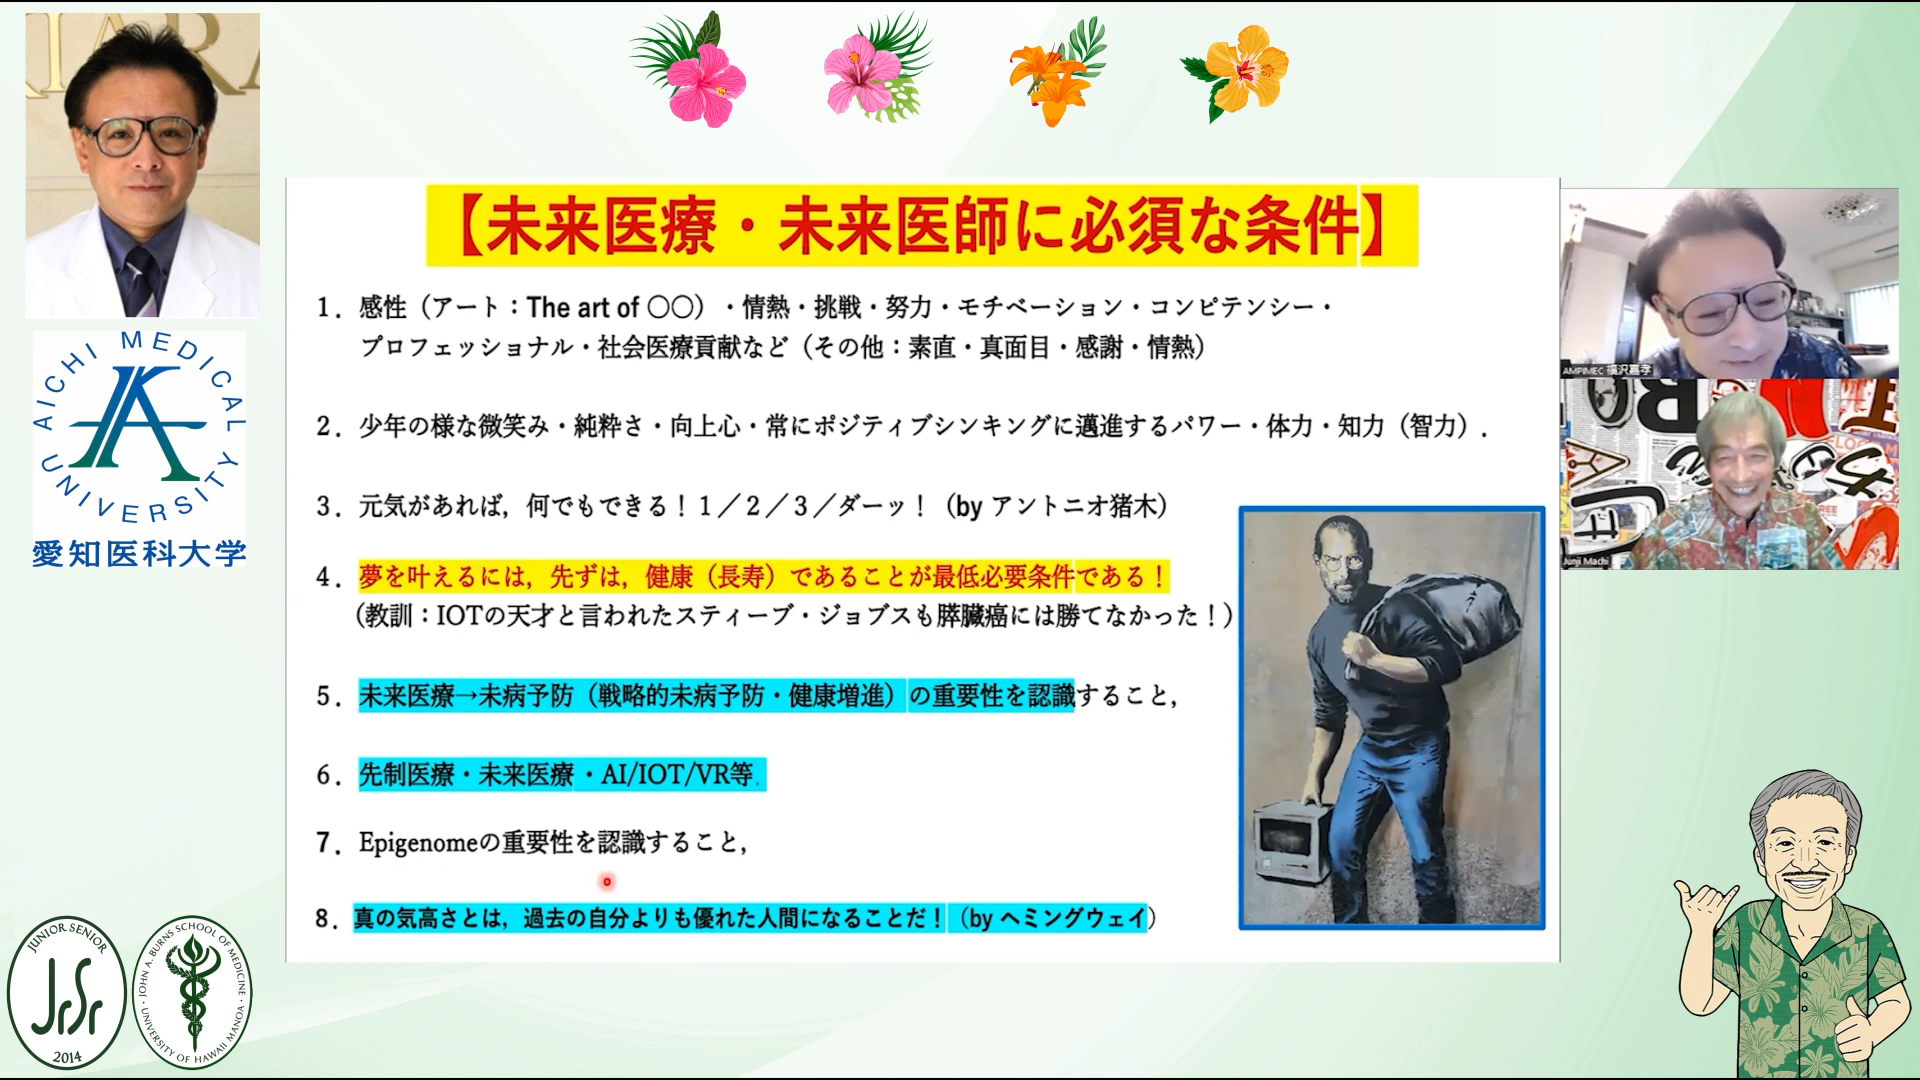 【未来医療・未来医師に必須な条件】
1．感性（アート：The art of 〇〇）・情熱・挑戦・努力・モチベーション・コンピテンシー・
プロフェッショナル・社会医療貢献など（その他：素直・真面目・感謝・情熱）
2．少年の様な微笑み・純粋さ・向上心・常にポジティブシンキングに邁進するパワー・体力・知力（智力）.
3．元気があれば，何でもできる！１／２／３／ダーッ！（by アントニオ猪木）
4．夢を叶えるには，先ずは，健康（長寿）であることが最低必要条件である！
（教訓：IOTの天才と言われたスティーブ・ジョブスも膵臓癌には勝てなかった！）
5．未来医療→未病予防（戦略的未病予防・健康増進）の重要性を認識すること，
6．先制医療・未来医療・AI/IOT/VR等.
7．Epigenomeの重要性を認識すること，
8．真の気高さとは，過去の自分よりも優れた人間になることだ！（by ヘミングウェイ）
AICHI MEDICAL UNIVERSITY
愛知医科大学
AMPIMEC 福沢嘉孝
Junji Machi
JUNIOR SENIOR
JrSr
2014
JOHN A. BURNS SCHOOL OF MEDICINE
UNIVERSITY OF HAWAII MANOA